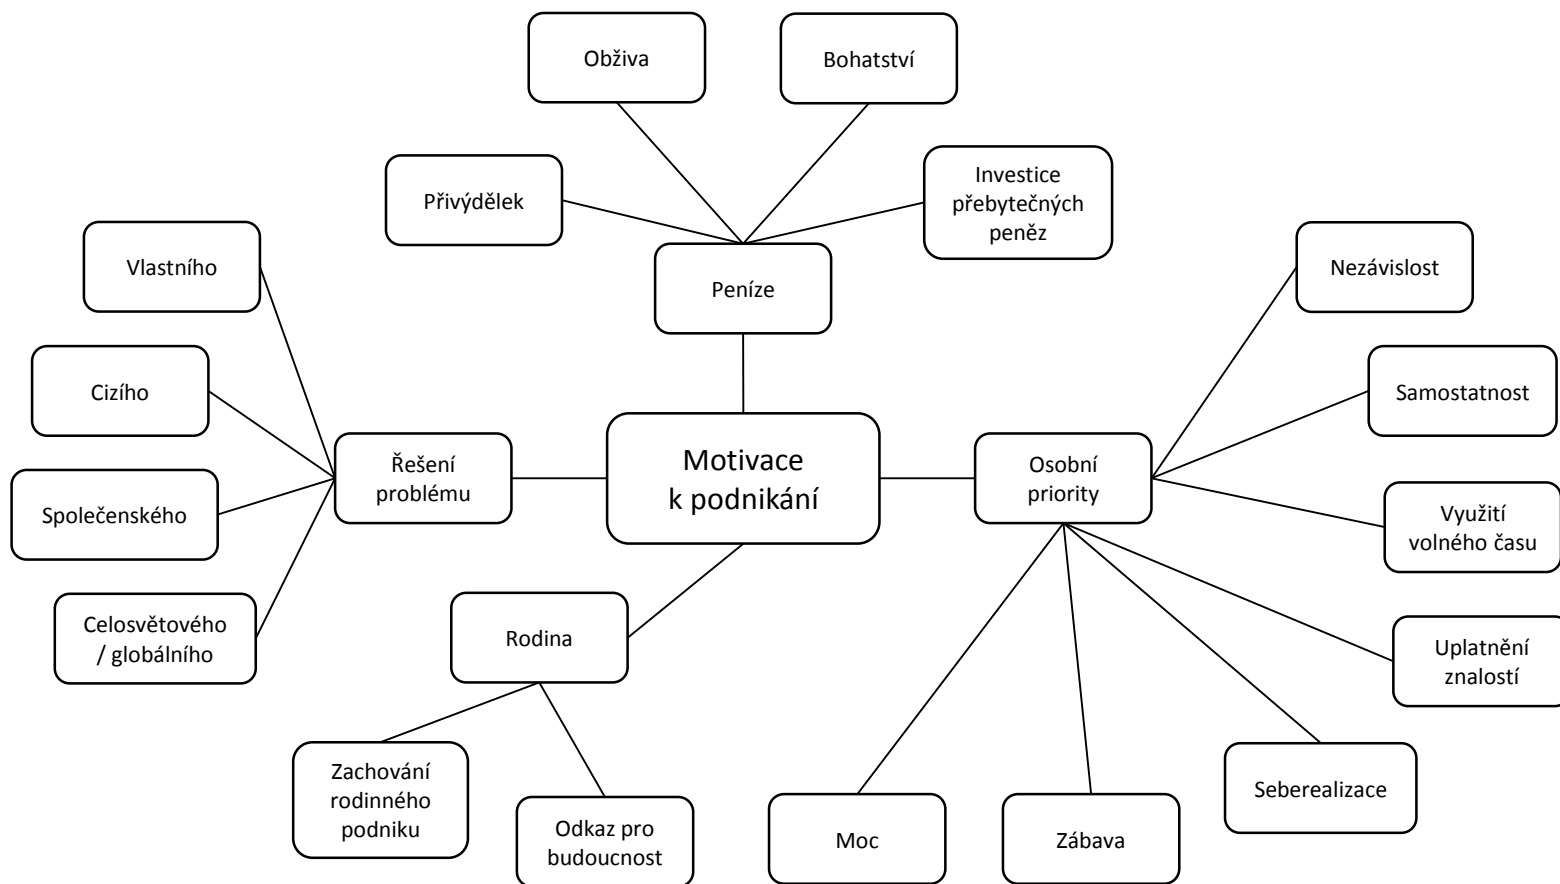 Obživa
Bohatství
Přivýdělek
Investice
přebytečných
peněz
Vlastního
Nezávislost
Peníze
Cizího
Samostatnost
Řešení
problému
Motivace
k podnikání
Osobní
priority
Společenského
Využití
volného času
Celosvětového
/ globálního
Rodina
Uplatnění
znalostí
Zachování
rodinného
podniku
Odkaz pro
budoucnost
Moc
Zábava
Seberealizace